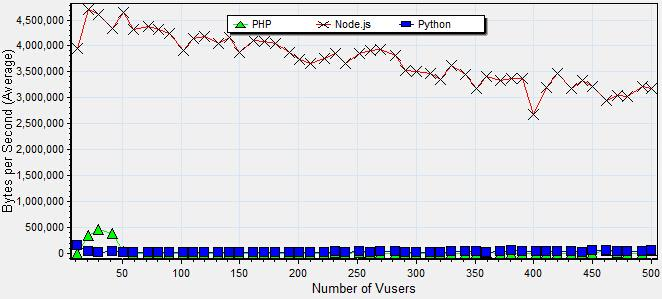 PHP Node.js Python
Bytes per Second (Average)
4,500,000
4,000,000
3,500,000
3,000,000
2,500,000
2,000,000
1,500,000
1,000,000
500,000
0
50 100 150 200 250 300 350 400 450 500
Number of Vusers